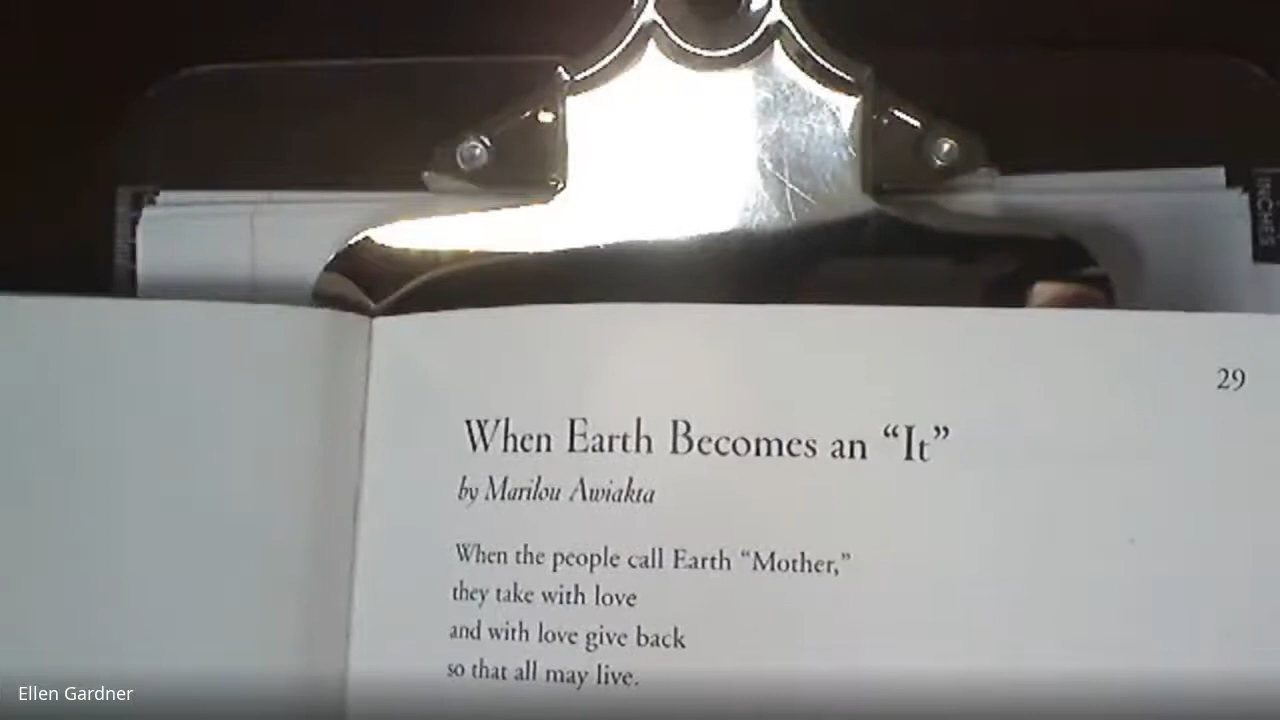 INCHES
29
When Earth Becomes an “It”
by Marilou Awiakta
When the people call Earth “Mother,”
they take with love
and with love give back
so that all may live.
Ellen Gardner